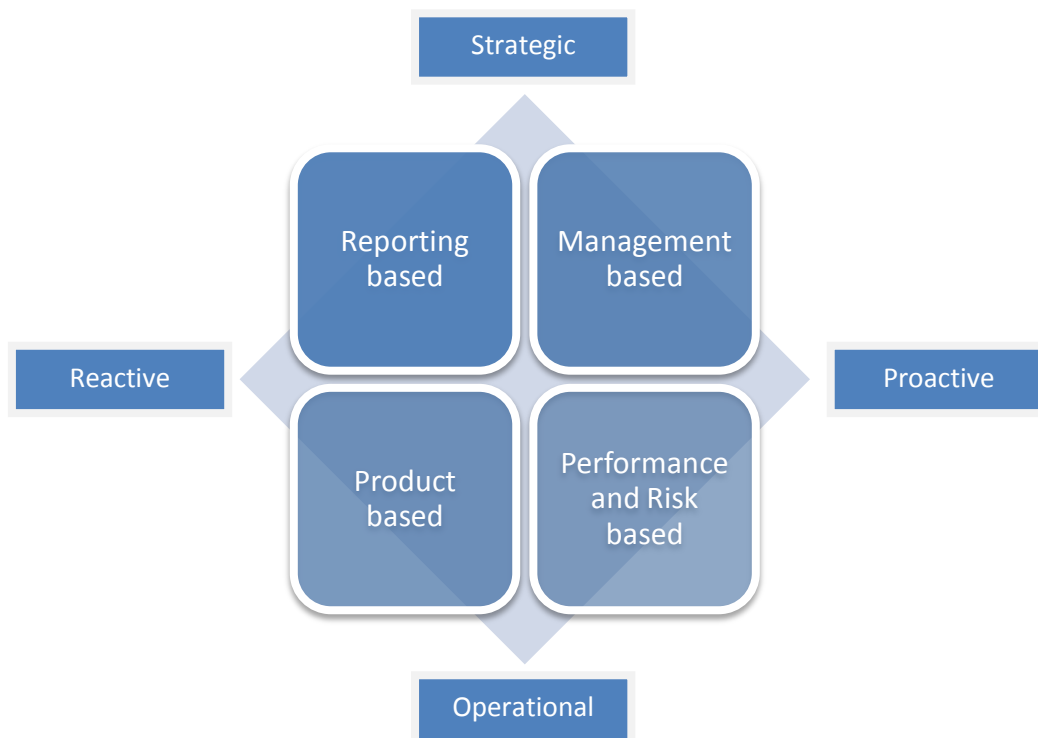 Strategic
Reporting
based
Management
based
Reactive
Proactive
Product
based
Performance
and Risk
based
Operational